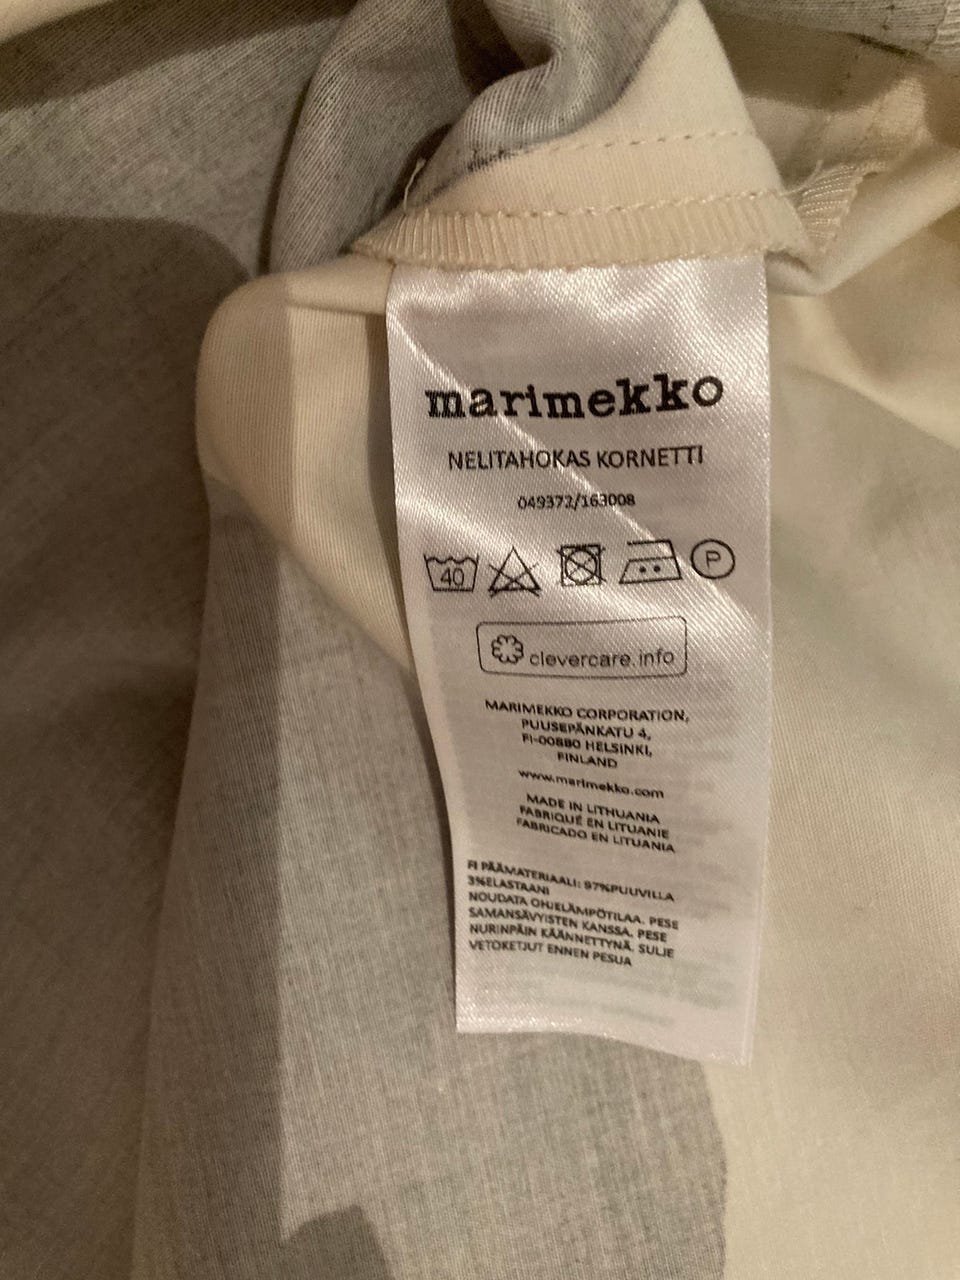 marimekko
NELITAHOKAS KORNETTI
049372/163008
40 P
clevercare.info
MARIMEKKO CORPORATION,
PUUSEPÄNKATU 4,
FI-00880 HELSINKI,
FINLAND
www.marimekko.com
MADE IN LITHUANIA
FABRIQUÉ EN LITUANIE
FABRICADO EN LITUANIA
FI PÄÄMATERIAALI: 97%PUUVILLA
3%ELASTAANI
NOUDATA OHJELÄMPÖTILAA. PESE
SAMANSÄVYISTEN KANSSA. PESE
NURINPÄIN KÄÄNNETTYNÄ. SULJE
VETOKETJUT ENNEN PESUA